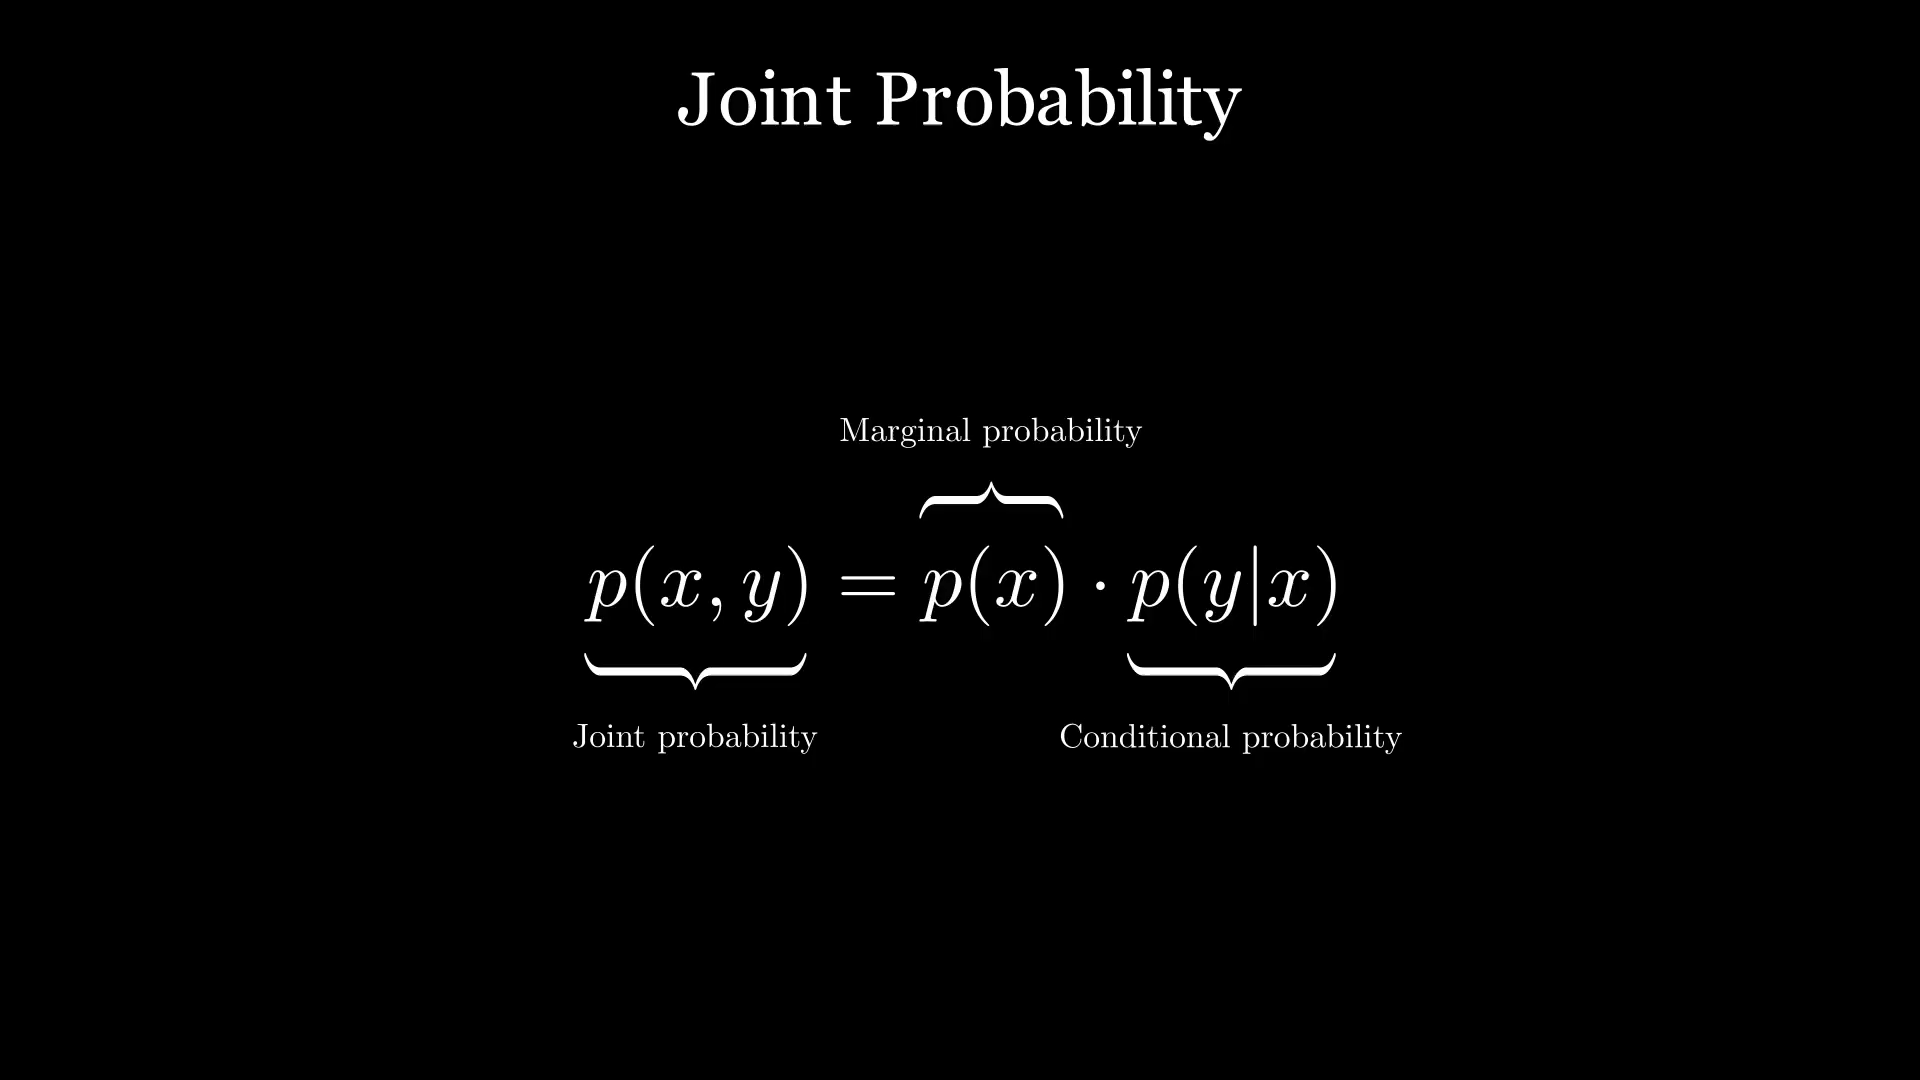 Joint Probability
Marginal probability
p(x, y) = p(x) · p(y|x)
Joint probability
Conditional probability